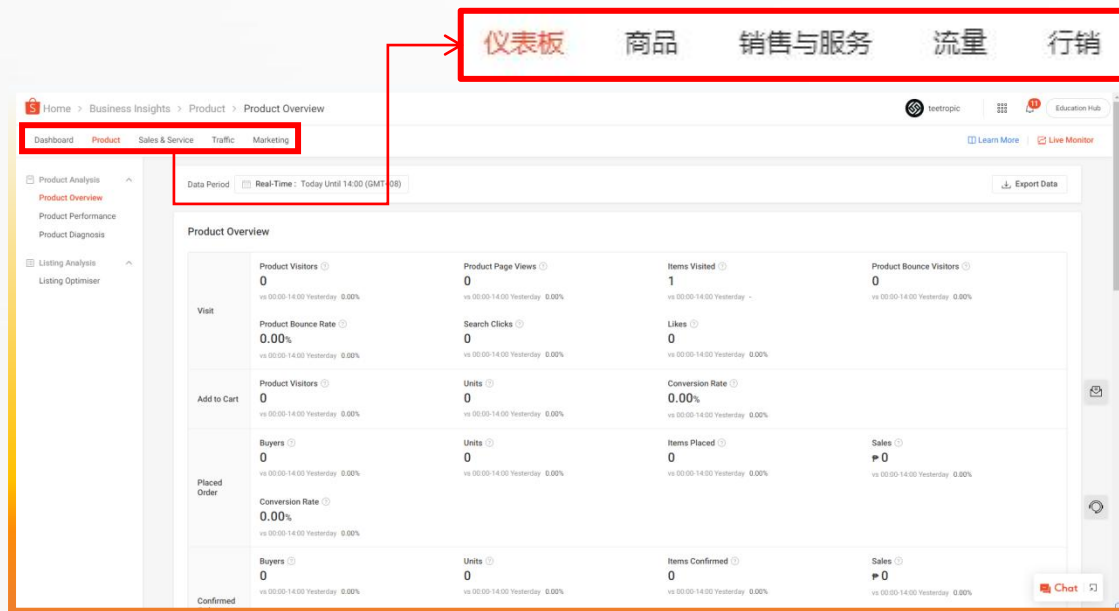 仪表板 商品 销售与服务 流量 行销
Home > Business Insights > Product > Product Overview
teetropic
11
Education Hub
Dashboard Product Sales & Service Traffic Marketing
Learn More
Live Monitor
Product Analysis
Product Overview
Product Performance
Product Diagnosis
Listing Analysis
Listing Optimiser
Data Period Real-Time : Today Until 14:00 (GMT+08)
Export Data
Product Overview
Visit
Product Visitors Product Page Views Items Visited Product Bounce Visitors
0 0 1 0
vs 00:00-14:00 Yesterday 0.00% vs 00:00-14:00 Yesterday 0.00% vs 00:00-14:00 Yesterday - vs 00:00-14:00 Yesterday 0.00%
Product Bounce Rate Search Clicks Likes
0.00% 0 0
vs 00:00-14:00 Yesterday 0.00% vs 00:00-14:00 Yesterday 0.00% vs 00:00-14:00 Yesterday 0.00%
Add to Cart
Product Visitors Units Conversion Rate
0 0 0.00%
vs 00:00-14:00 Yesterday 0.00% vs 00:00-14:00 Yesterday 0.00% vs 00:00-14:00 Yesterday 0.00%
Placed
Order
Buyers Units Items Placed Sales
0 0 0 ₱ 0
vs 00:00-14:00 Yesterday 0.00% vs 00:00-14:00 Yesterday 0.00% vs 00:00-14:00 Yesterday 0.00% vs 00:00-14:00 Yesterday 0.00%
Conversion Rate
0.00%
vs 00:00-14:00 Yesterday 0.00%
Confirmed
Buyers Units Items Confirmed Sales
0 0 0 ₱ 0
vs 00:00-14:00 Yesterday 0.00% vs 00:00-14:00 Yesterday 0.00% vs 00:00-14:00 Yesterday 0.00% vs 00:00-14:00 Yesterday 0.00%
Chat